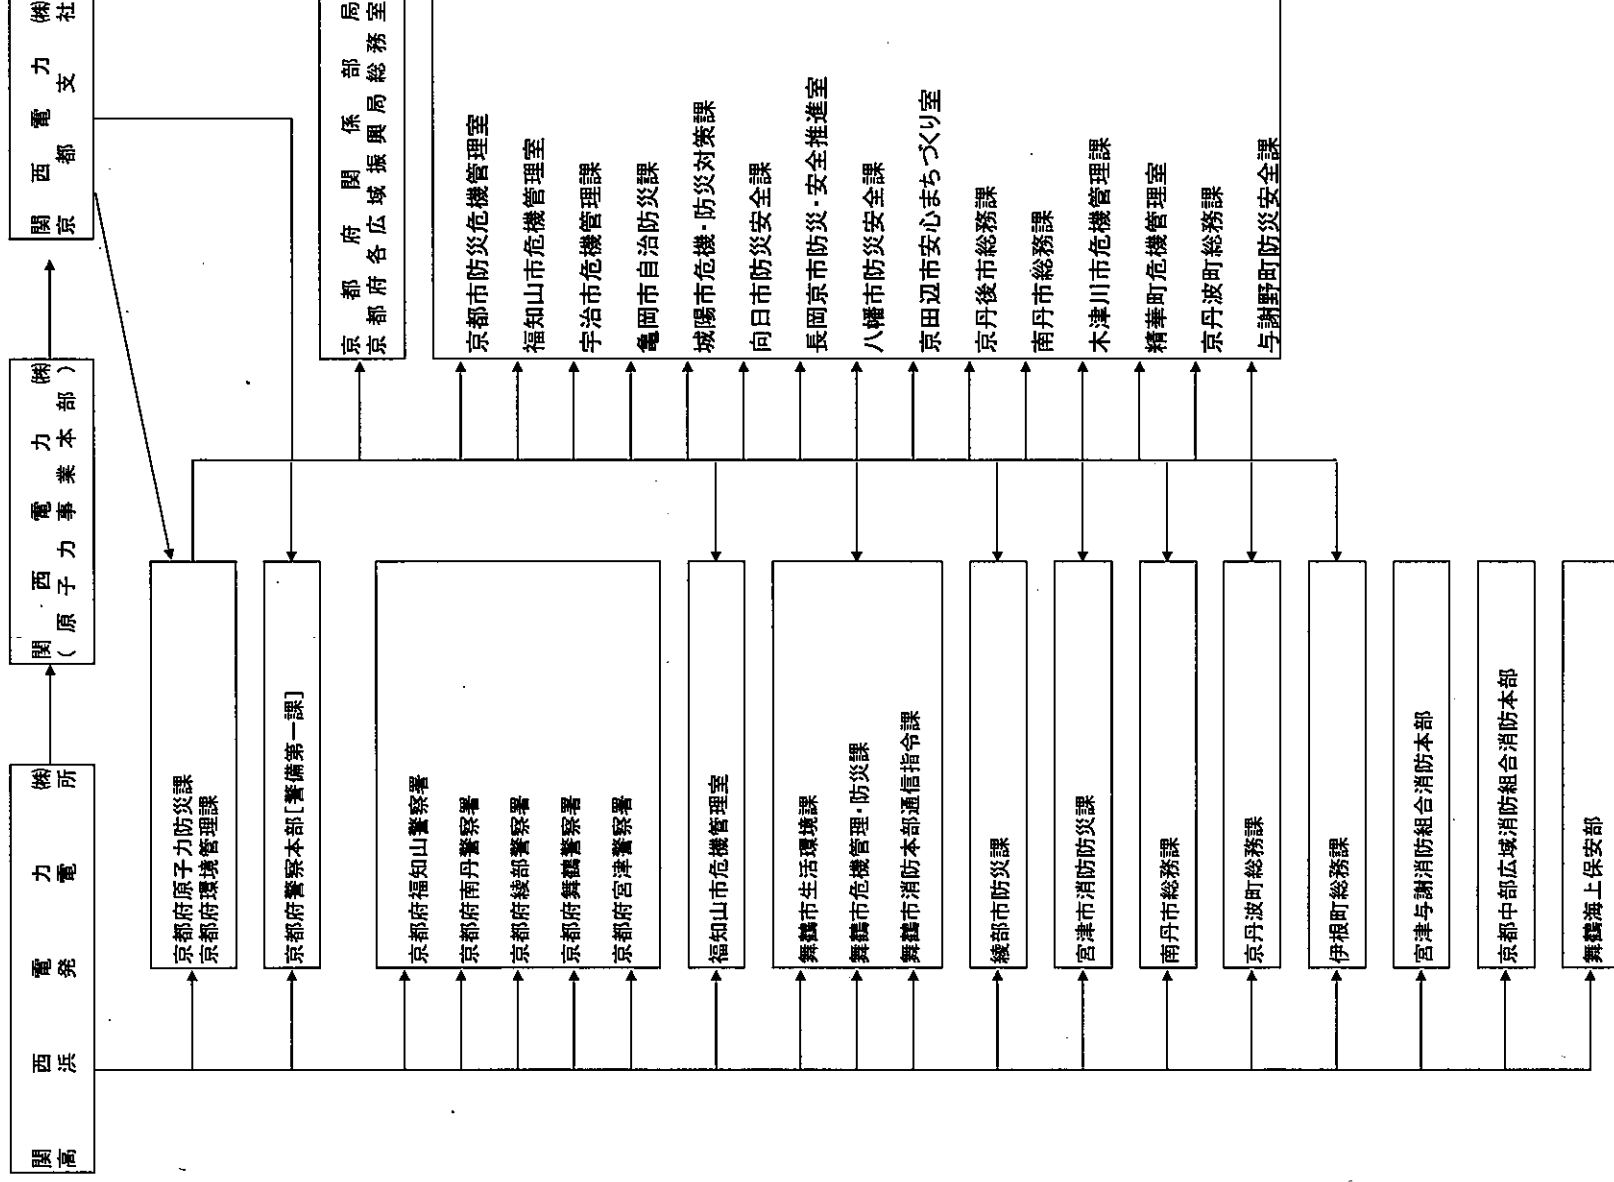 関西電力㈱
高浜発電所
関西電力㈱
(原子力事業本部)
関西電力㈱
京都支社
京都府原子力防災課
京都府環境管理課
京都府警察本部[警備第一課]
京都府福知山警察署
京都府南丹警察署
京都府綾部警察署
京都府舞鶴警察署
京都府宮津警察署
福知山市危機管理室
舞鶴市生活環境課
舞鶴市危機管理・防災課
舞鶴市消防本部通信指令課
綾部市防災課
宮津市消防防災課
南丹市総務課
京丹波町総務課
伊根町総務課
宮津与謝消防組合消防本部
京都中部広域消防組合消防本部
舞鶴海上保安部
京都府関係部局
京都府各広域振興局総務室
京都市防災危機管理室
福知山市危機管理室
宇治市危機管理課
亀岡市自治防災課
城陽市危機・防災対策課
向日市防災安全課
長岡京市防災・安全推進室
八幡市防災安全課
京田辺市安心まちづくり室
京丹後市総務課
南丹市総務課
木津川市危機管理課
精華町危機管理室
京丹波町総務課
与謝野町防災安全課